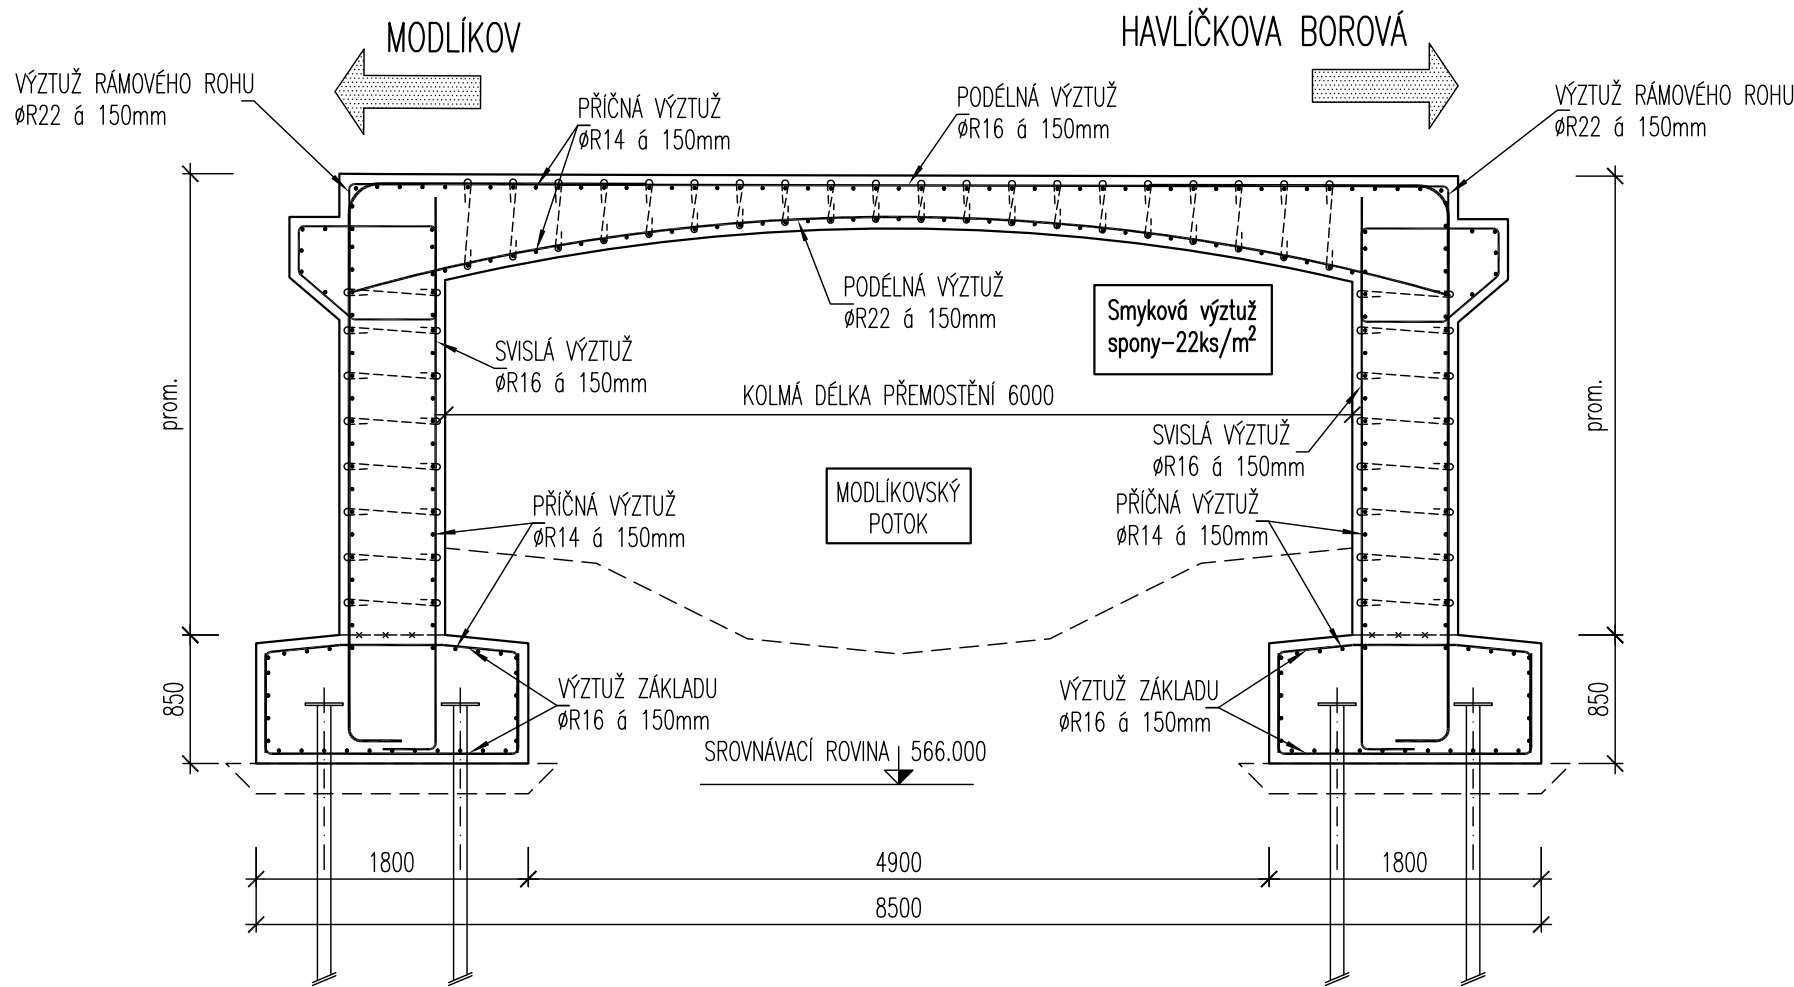 MODLÍKOV
HAVLÍČKOVA BOROVÁ
VÝZTUŽ RÁMOVÉHO ROHU
øR22 á 150mm
PŘÍČNÁ VÝZTUŽ
øR14 á 150mm
PODÉLNÁ VÝZTUŽ
øR16 á 150mm
VÝZTUŽ RÁMOVÉHO ROHU
øR22 á 150mm
PODÉLNÁ VÝZTUŽ
øR22 á 150mm
Smyková výztuž
spony-22ks/m²
SVISLÁ VÝZTUŽ
øR16 á 150mm
KOLMÁ DÉLKA PŘEMOSTĚNÍ 6000
prom.
prom.
SVISLÁ VÝZTUŽ
øR16 á 150mm
MODLÍKOVSKÝ
POTOK
PŘÍČNÁ VÝZTUŽ
øR14 á 150mm
PŘÍČNÁ VÝZTUŽ
øR14 á 150mm
850
VÝZTUŽ ZÁKLADU
øR16 á 150mm
VÝZTUŽ ZÁKLADU
øR16 á 150mm
850
SROVNÁVACÍ ROVINA 566.000
1800
4900
1800
8500